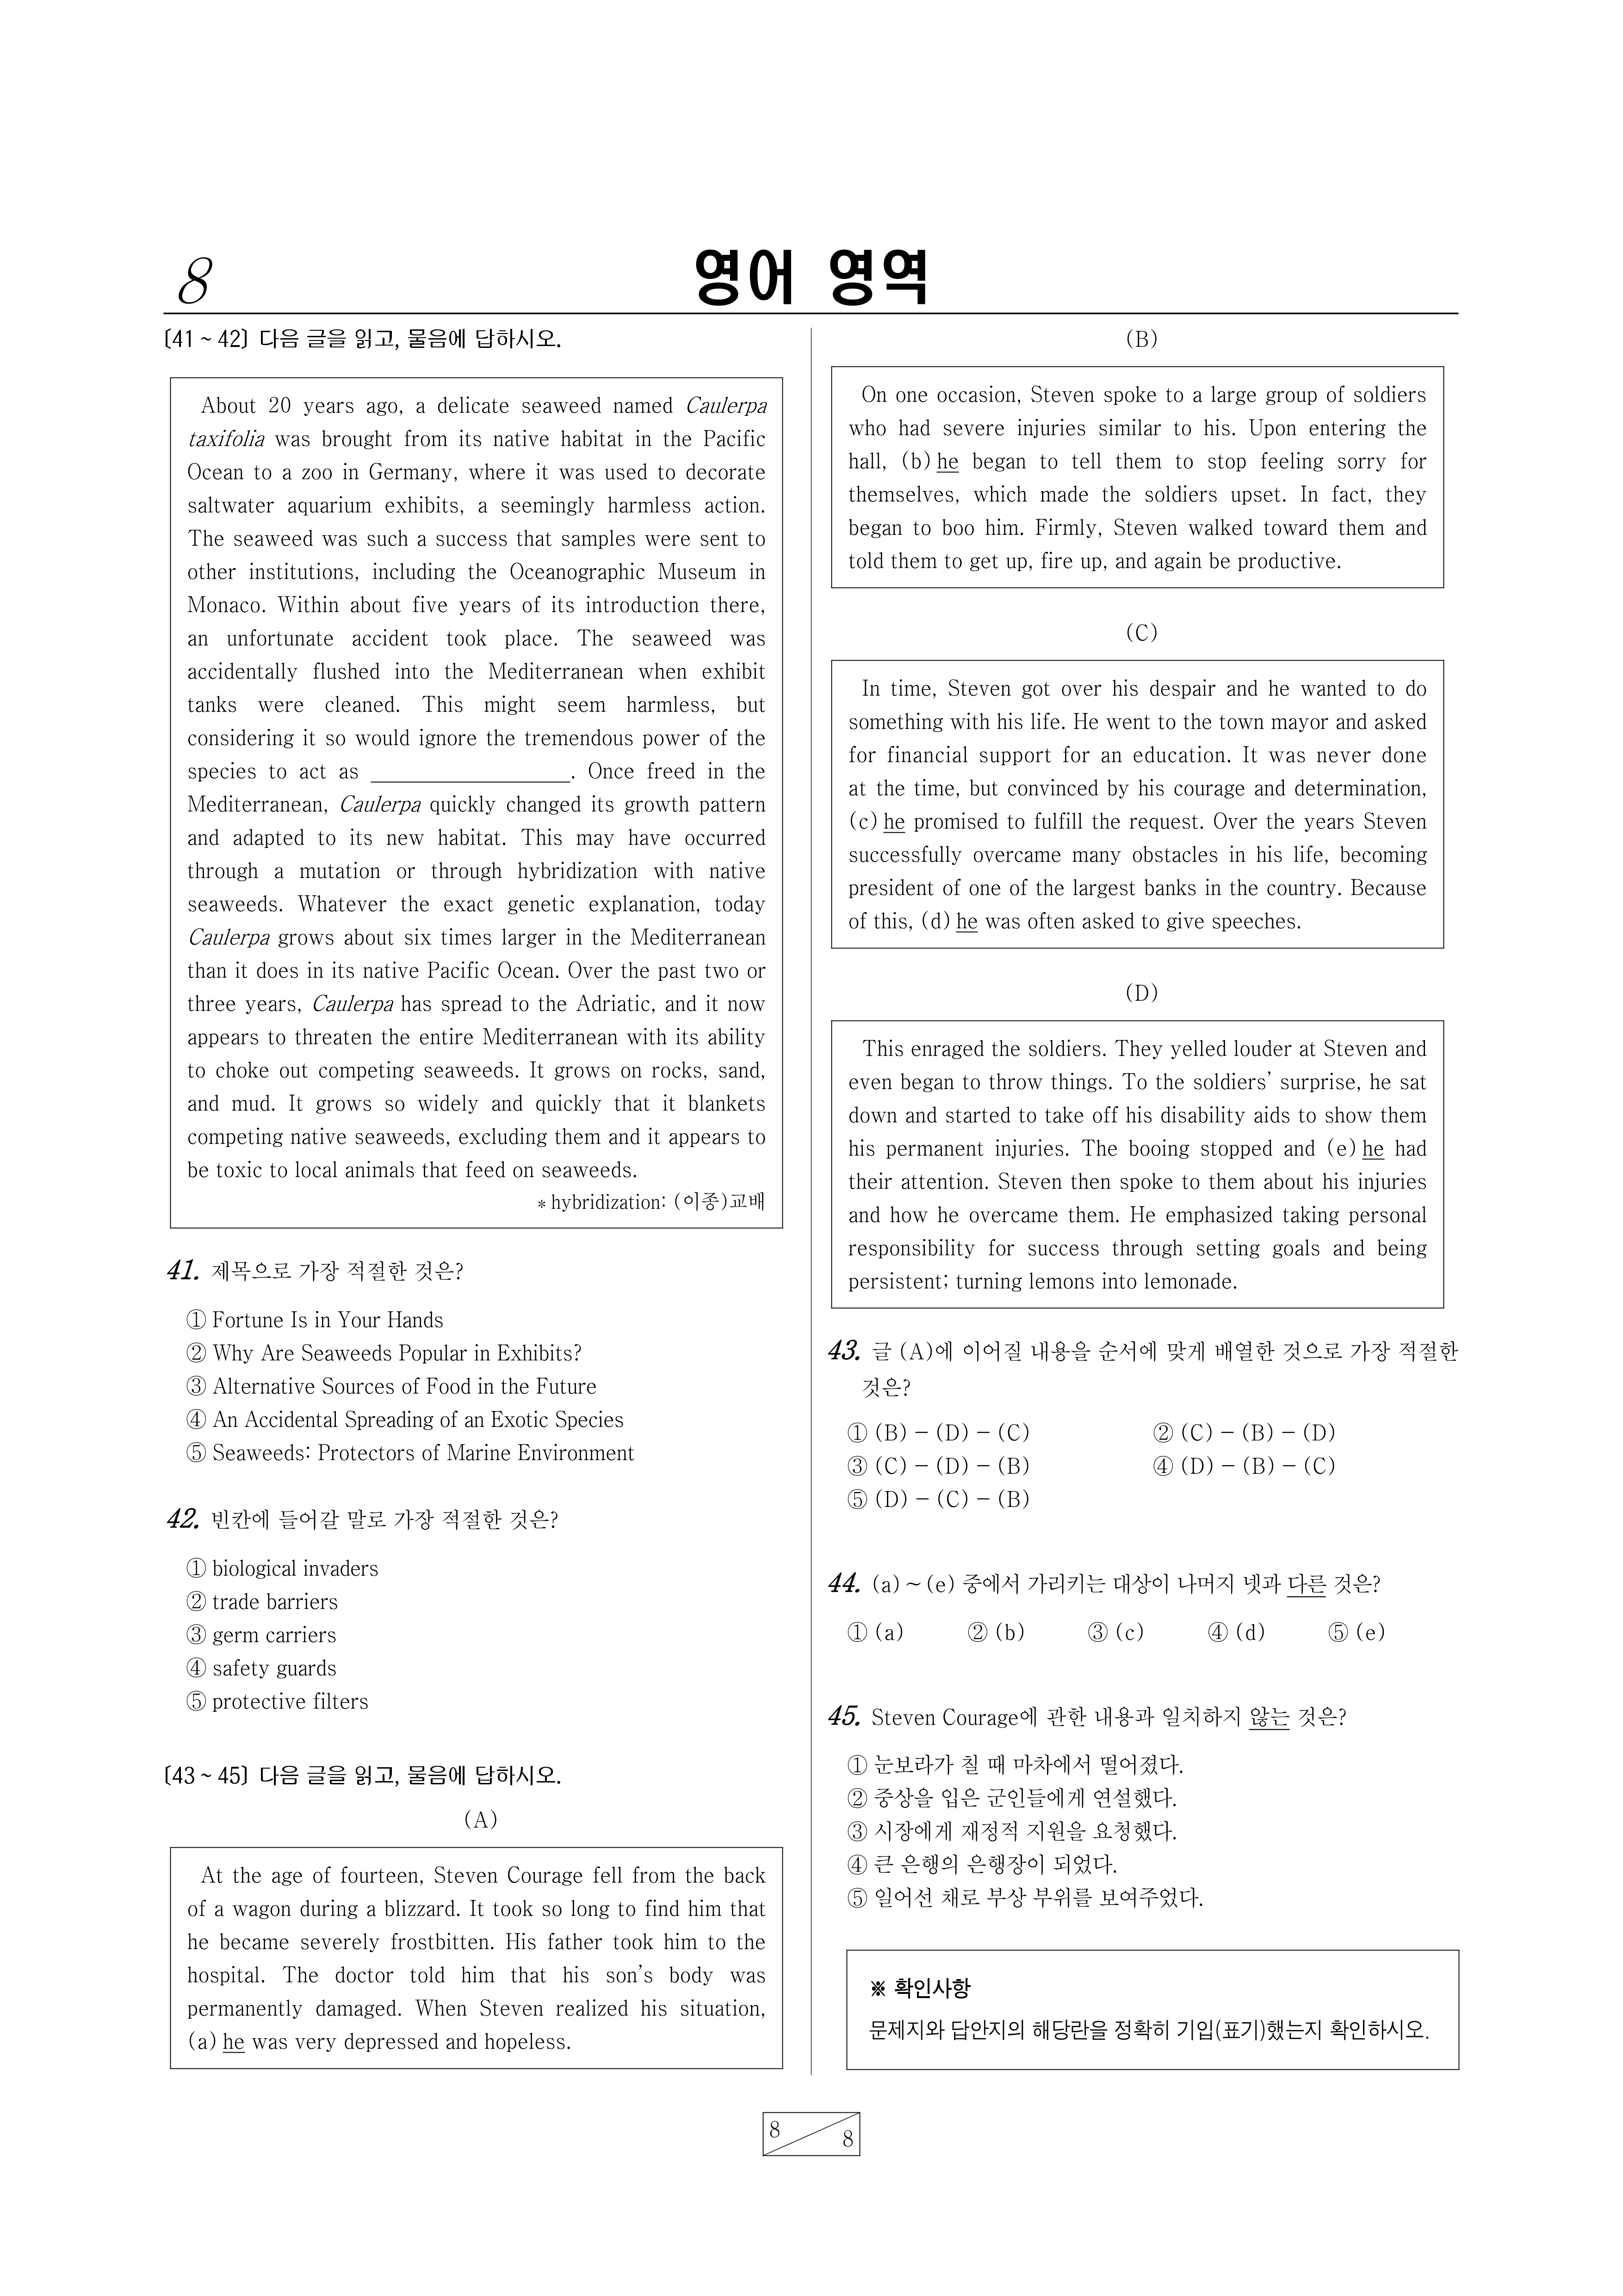 8
영어 영역
[41 ~ 42] 다음 글을 읽고, 물음에 답하시오.
About 20 years ago, a delicate seaweed named Caulerpa
taxifolia was brought from its native habitat in the Pacific
Ocean to a zoo in Germany, where it was used to decorate
saltwater aquarium exhibits, a seemingly harmless action.
The seaweed was such a success that samples were sent to
other institutions, including the Oceanographic Museum in
Monaco. Within about five years of its introduction there,
an unfortunate accident took place. The seaweed was
accidentally flushed into the Mediterranean when exhibit
tanks were cleaned. This might seem harmless, but
considering it so would ignore the tremendous power of the
species to act as ________________. Once freed in the
Mediterranean, Caulerpa quickly changed its growth pattern
and adapted to its new habitat. This may have occurred
through a mutation or through hybridization with native
seaweeds. Whatever the exact genetic explanation, today
Caulerpa grows about six times larger in the Mediterranean
than it does in its native Pacific Ocean. Over the past two or
three years, Caulerpa has spread to the Adriatic, and it now
appears to threaten the entire Mediterranean with its ability
to choke out competing seaweeds. It grows on rocks, sand,
and mud. It grows so widely and quickly that it blankets
competing native seaweeds, excluding them and it appears to
be toxic to local animals that feed on seaweeds.
* hybridization: (이종)교배
41. 제목으로 가장 적절한 것은?
① Fortune Is in Your Hands
② Why Are Seaweeds Popular in Exhibits?
③ Alternative Sources of Food in the Future
④ An Accidental Spreading of an Exotic Species
⑤ Seaweeds: Protectors of Marine Environment
42. 빈칸에 들어갈 말로 가장 적절한 것은?
① biological invaders
② trade barriers
③ germ carriers
④ safety guards
⑤ protective filters
[43 ~ 45] 다음 글을 읽고, 물음에 답하시오.
(A)
At the age of fourteen, Steven Courage fell from the back
of a wagon during a blizzard. It took so long to find him that
he became severely frostbitten. His father took him to the
hospital. The doctor told him that his son's body was
permanently damaged. When Steven realized his situation,
(a) he was very depressed and hopeless.
(B)
On one occasion, Steven spoke to a large group of soldiers
who had severe injuries similar to his. Upon entering the
hall, (b) he began to tell them to stop feeling sorry for
themselves, which made the soldiers upset. In fact, they
began to boo him. Firmly, Steven walked toward them and
told them to get up, fire up, and again be productive.
(C)
In time, Steven got over his despair and he wanted to do
something with his life. He went to the town mayor and asked
for financial support for an education. It was never done
at the time, but convinced by his courage and determination,
(c) he promised to fulfill the request. Over the years Steven
successfully overcame many obstacles in his life, becoming
president of one of the largest banks in the country. Because
of this, (d) he was often asked to give speeches.
(D)
This enraged the soldiers. They yelled louder at Steven and
even began to throw things. To the soldiers' surprise, he sat
down and started to take off his disability aids to show them
his permanent injuries. The booing stopped and (e) he had
their attention. Steven then spoke to them about his injuries
and how he overcame them. He emphasized taking personal
responsibility for success through setting goals and being
persistent; turning lemons into lemonade.
43. 글 (A)에 이어질 내용을 순서에 맞게 배열한 것으로 가장 적절한
것은?
① (B) - (D) - (C) ② (C) - (B) - (D)
③ (C) - (D) - (B) ④ (D) - (B) - (C)
⑤ (D) - (C) - (B)
44. (a) ~ (e) 중에서 가리키는 대상이 나머지 넷과 다른 것은?
① (a) ② (b) ③ (c) ④ (d) ⑤ (e)
45. Steven Courage에 관한 내용과 일치하지 않는 것은?
① 눈보라가 칠 때 마차에서 떨어졌다.
② 중상을 입은 군인들에게 연설했다.
③ 시장에게 재정적 지원을 요청했다.
④ 큰 은행의 은행장이 되었다.
⑤ 일어선 채로 부상 부위를 보여주었다.
※ 확인사항
문제지와 답안지의 해당란을 정확히 기입(표기)했는지 확인하시오.
8
8